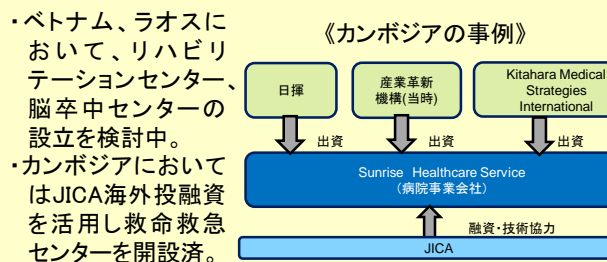 ・ベトナム、ラオスに
おいて、リハビリ
テーションセンター、
脳卒中センターの
設立を検討中。
・カンボジアにおいて
はJICA海外投融資
を活用し救命救急
センターを開設済。
《カンボジアの事例》
日揮
産業革新
機構(当時)
Kitahara Medical
Strategies
International
出資
出資
出資
Sunrise Healthcare Service
(病院事業会社)
融資・技術協力
JICA